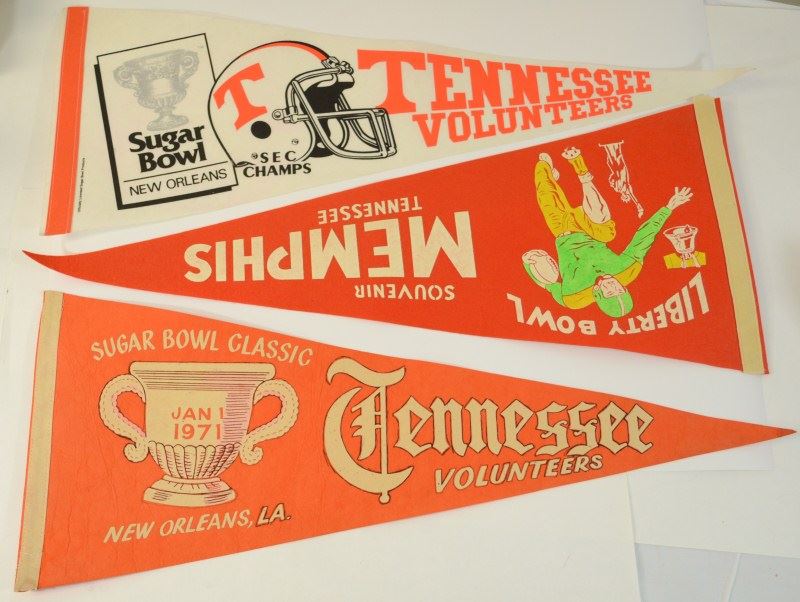 Sugar
Bowl
NEW ORLEANS
T
SEC
CHAMPS
TENNESSEE
VOLUNTEERS
LIBERTY BOWL
SOUVENIR
MEMPHIS
TENNESSEE
SUGAR BOWL CLASSIC
JAN 1
1971
NEW ORLEANS, LA.
Tennessee
VOLUNTEERS